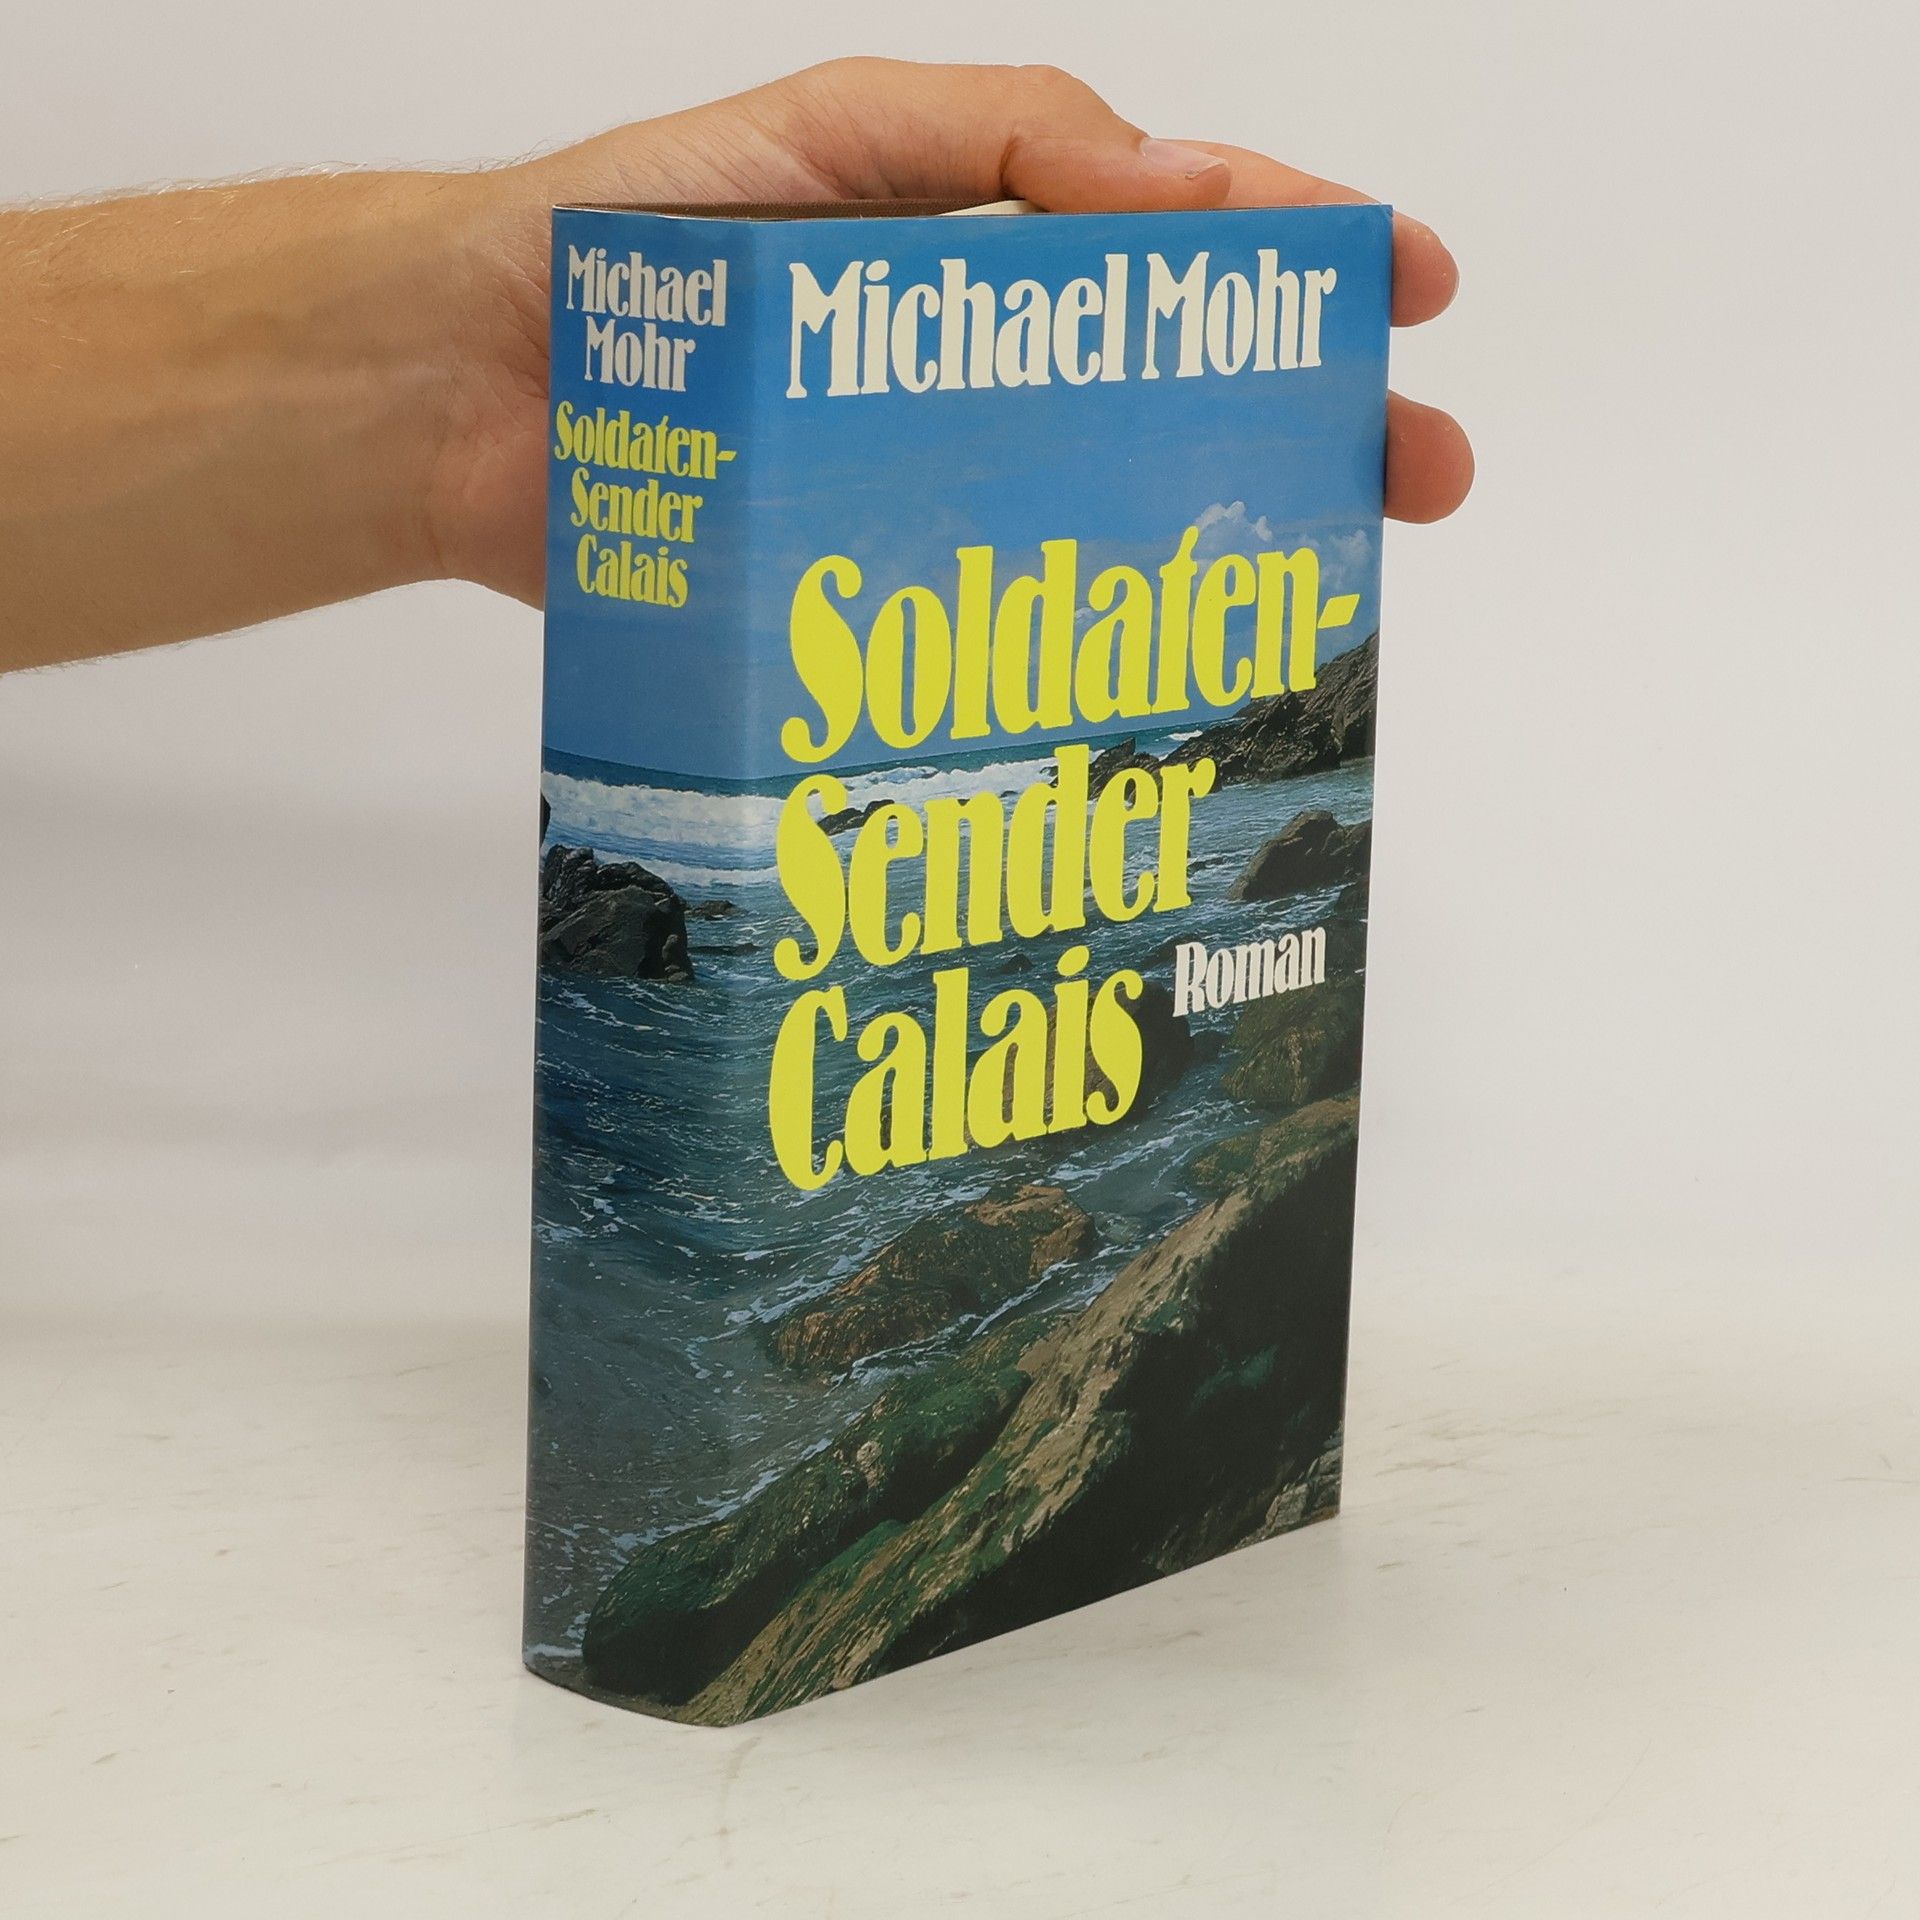 Michael
Mohr
Soldaten-
Sender
Calais
Michael Mohr
Soldaten-
Sender
Calais
Roman